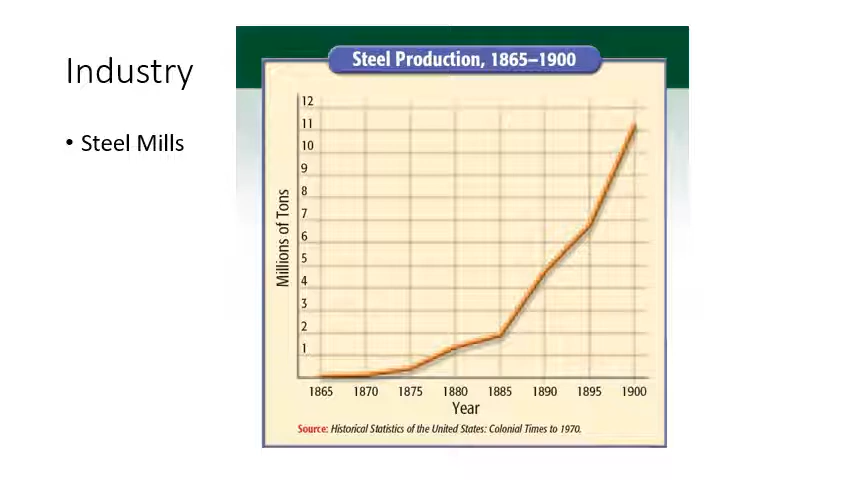 Industry
• Steel Mills
Steel Production, 1865–1900
12
11
10
9
8
7
6
5
4
3
2
1
Millions of Tons
1865 1870 1875 1880 1885 1890 1895 1900
Year
Source: Historical Statistics of the United States: Colonial Times to 1970.